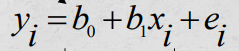 yᵢ = b₀ + b₁xᵢ + eᵢ